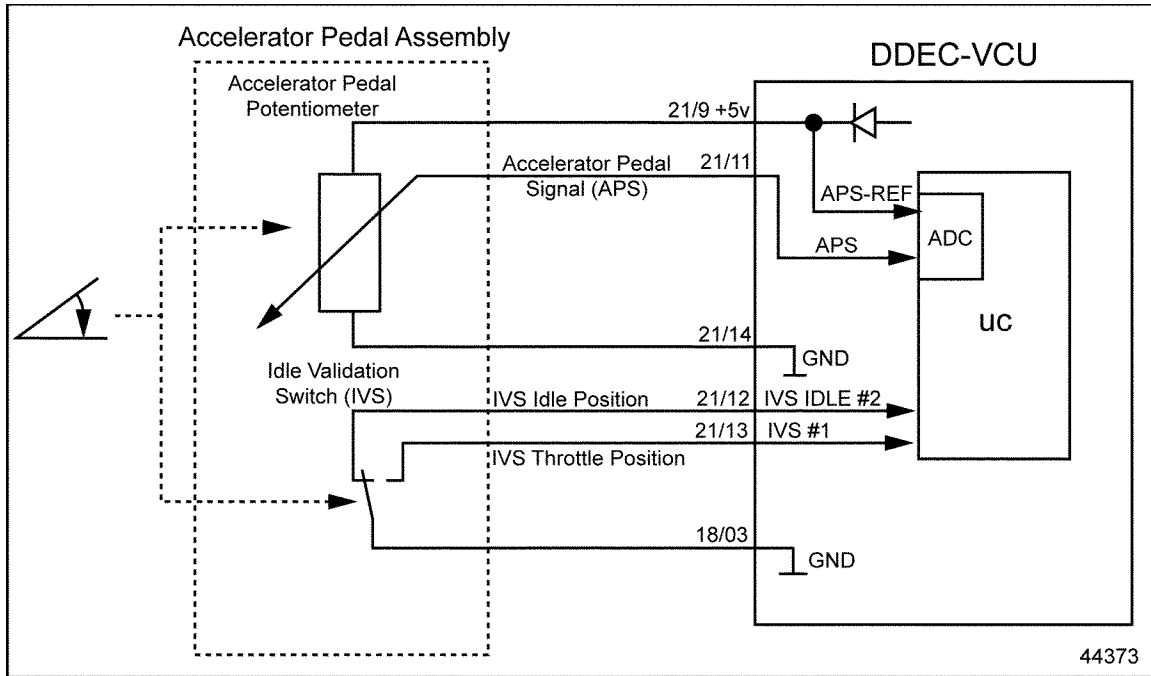 Accelerator Pedal Assembly
DDEC-VCU
Accelerator Pedal
Potentiometer
21/9 +5v
Accelerator Pedal
Signal (APS)
21/11
APS-REF
ADC
APS
uc
21/14
GND
Idle Validation
Switch (IVS)
IVS Idle Position
21/12
IVS IDLE #2
21/13
IVS #1
IVS Throttle Position
18/03
GND
44373